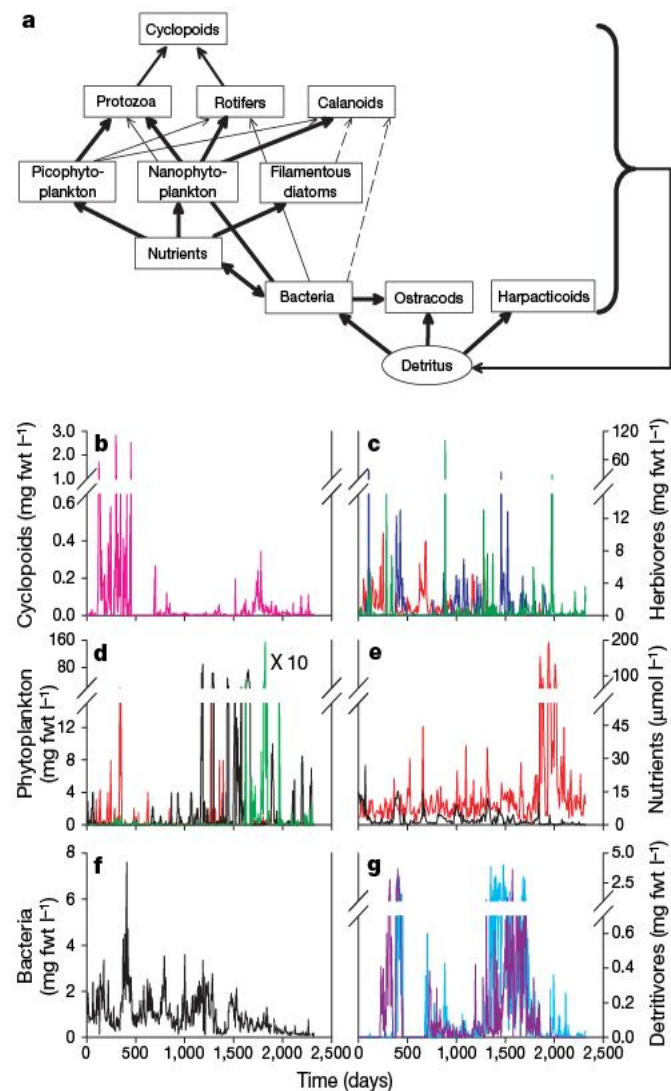 a
Cyclopoids
Protozoa
Rotifers
Calanoids
Picophyto-
plankton
Nanophyto-
plankton
Filamentous
diatoms
Nutrients
Bacteria
Ostracods
Harpacticoids
Detritus
b
Cyclopoids (mg fwt l⁻¹)
3.0
1.0
0.6
0.4
0.2
0.0
c
Herbivores (mg fwt l⁻¹)
120
60
12
8
4
0
d
X 10
Phytoplankton
(mg fwt l⁻¹)
160
80
12
8
4
0
e
Nutrients (μmol l⁻¹)
200
100
45
30
15
0
f
Bacteria
(mg fwt l⁻¹)
8
6
4
2
0
g
Detritivores (mg fwt l⁻¹)
5.0
2.5
0.6
0.4
0.2
0.0
0 500 1,000 1,500 2,000 2,500 0 500 1,000 1,500 2,000 2,500
Time (days)